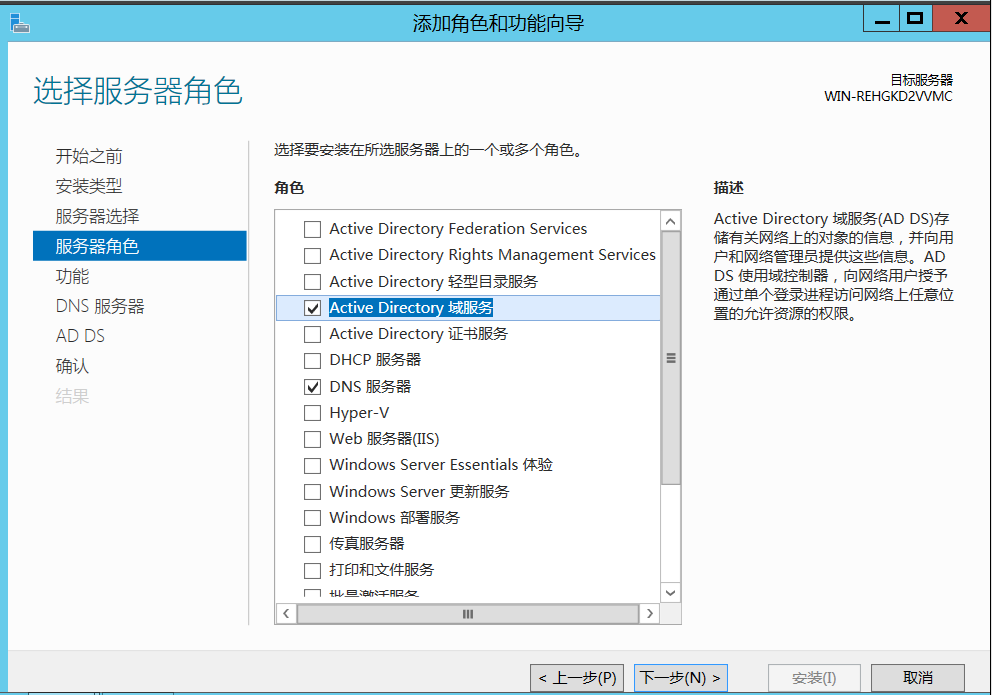 添加角色和功能向导
选择服务器角色
目标服务器
WIN-REHGKD2VVMC
开始之前
安装类型
服务器选择
服务器角色
功能
DNS 服务器
AD DS
确认
结果
选择要安装在所选服务器上的一个或多个角色。
角色
Active Directory Federation Services
Active Directory Rights Management Services
Active Directory 轻型目录服务
Active Directory 域服务
Active Directory 证书服务
DHCP 服务器
DNS 服务器
Hyper-V
Web 服务器(IIS)
Windows Server Essentials 体验
Windows Server 更新服务
Windows 部署服务
传真服务器
打印和文件服务
批量激活服务
描述
Active Directory 域服务(AD DS)存
储有关网络上的对象的信息，并向用
户和网络管理员提供这些信息。AD
DS 使用域控制器，向网络用户授予
通过单个登录进程访问网络上任意位
置的允许资源的权限。
< 上一步(P)
下一步(N) >
安装(I)
取消